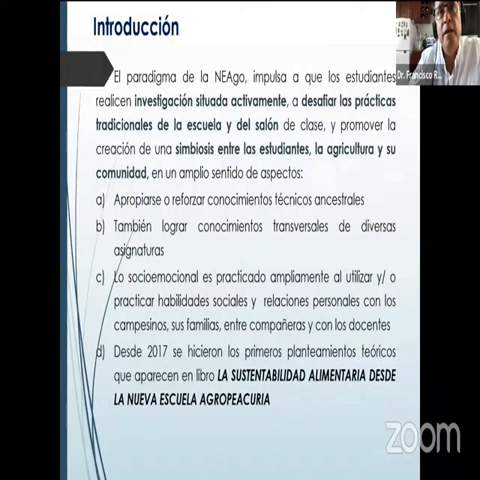 Introducción
El paradigma de la NEAgo, impulsa a que los estudiantes
realicen investigación situada activamente, a desafiar las prácticas
tradicionales de la escuela y del salón de clase, y promover la
creación de una simbiosis entre las estudiantes, la agricultura y su
comunidad, en un amplio sentido de aspectos:
a) Apropiarse o reforzar conocimientos técnicos ancestrales
b) También lograr conocimientos transversales de diversas
asignaturas
c) Lo socioemocional es practicado ampliamente al utilizar y/ o
practicar habilidades sociales y relaciones personales con los
campesinos, sus familias, entre compañeras y con los docentes
d) Desde 2017 se hicieron los primeros planteamientos teóricos
que aparecen en libro LA SUSTENTABILIDAD ALIMENTARIA DESDE
LA NUEVA ESCUELA AGROPEACURIA
Dr. Francisco R...
zoom